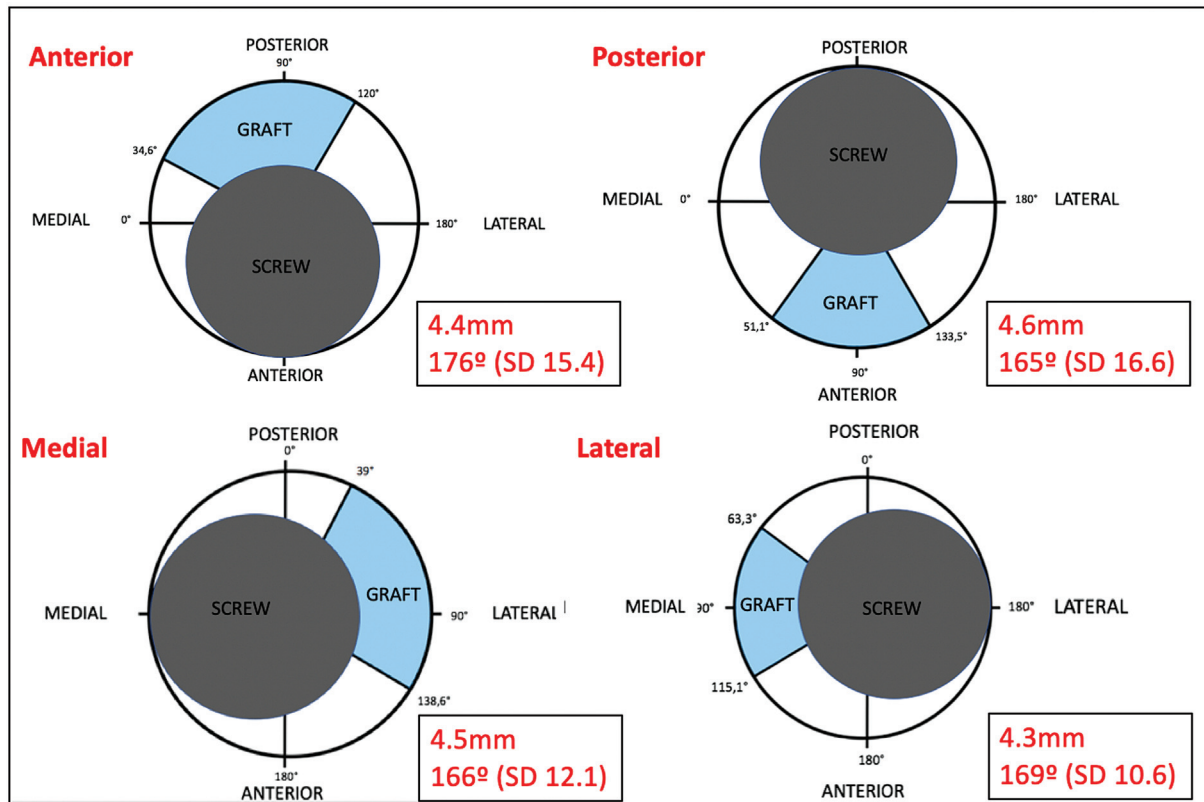 Anterior
POSTERIOR
90°
120°
GRAFT
34,6°
MEDIAL
0°
180°
LATERAL
SCREW
ANTERIOR
4.4mm
176º (SD 15.4)
Posterior
POSTERIOR
SCREW
MEDIAL
0°
180°
LATERAL
GRAFT
51,1°
133,5°
90°
ANTERIOR
4.6mm
165º (SD 16.6)
Medial
POSTERIOR
0°
39°
MEDIAL
SCREW
GRAFT
90°
LATERAL
138,6°
180°
ANTERIOR
4.5mm
166º (SD 12.1)
Lateral
POSTERIOR
0°
63,3°
MEDIAL
90°
GRAFT
SCREW
180°
LATERAL
115,1°
180°
ANTERIOR
4.3mm
169º (SD 10.6)